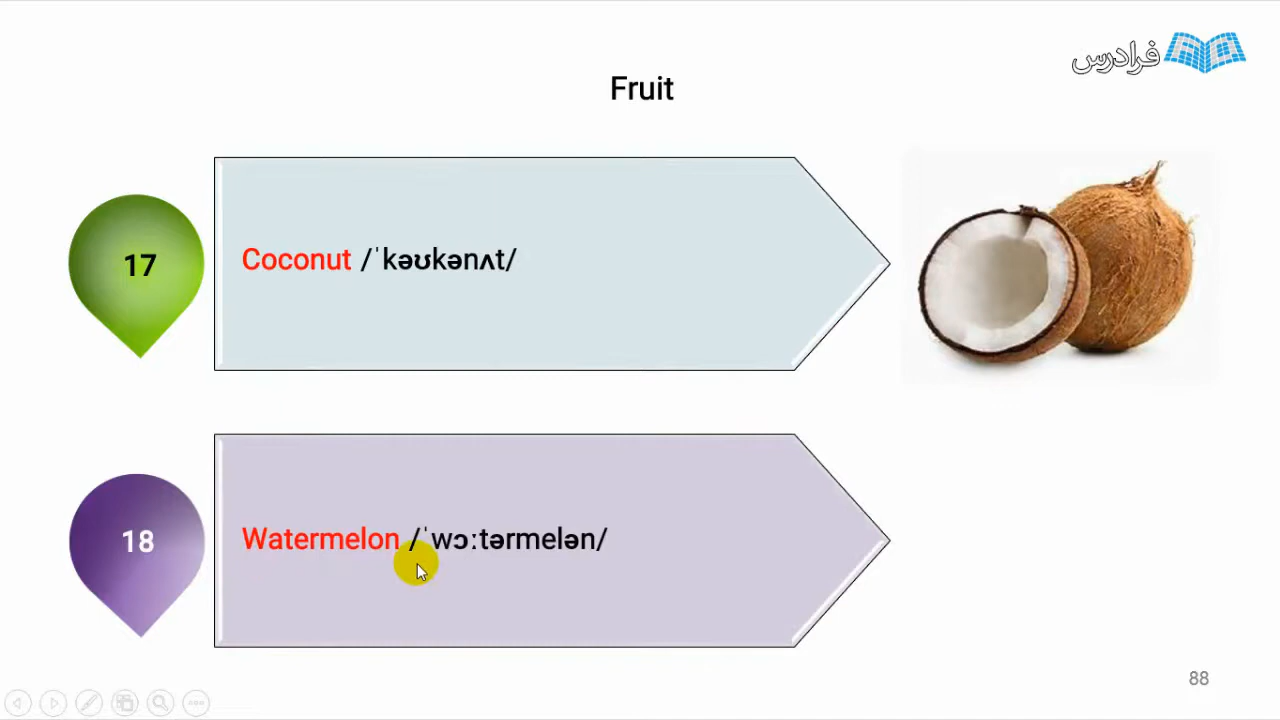 فرادرس
Fruit
17
Coconut /ˈkəʊkənʌt/
18
Watermelon /ˈwɔːtərmelən/
88